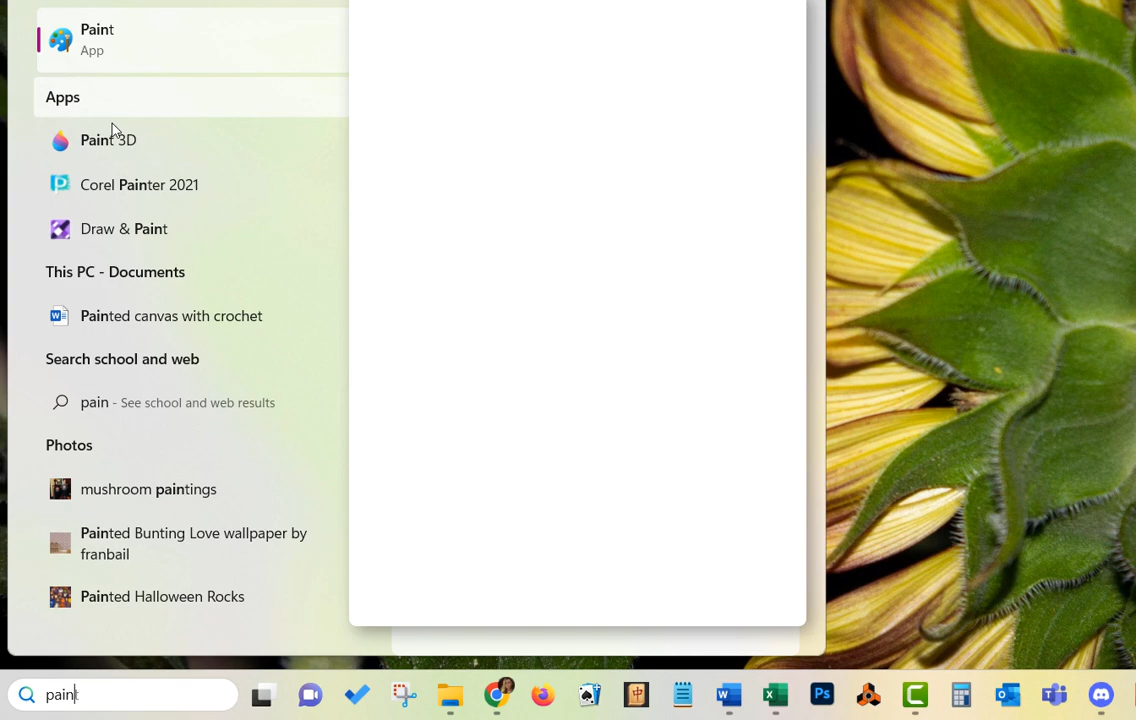 Paint
App
Apps
Paint 3D
Corel Painter 2021
Draw & Paint
This PC - Documents
Painted canvas with crochet
Search school and web
pain - See school and web results
Photos
mushroom paintings
Painted Bunting Love wallpaper by
franbail
Painted Halloween Rocks
paint